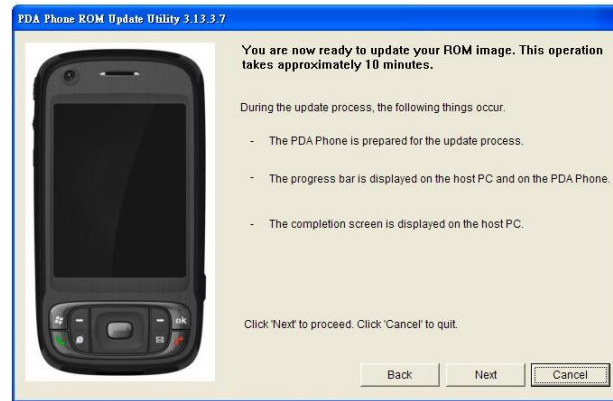 PDA Phone ROM Update Utility 3.13.3.7
You are now ready to update your ROM image. This operation
takes approximately 10 minutes.
During the update process, the following things occur.
- The PDA Phone is prepared for the update process.
- The progress bar is displayed on the host PC and on the PDA Phone.
- The completion screen is displayed on the host PC.
ok
Click 'Next' to proceed. Click 'Cancel' to quit.
Back Next Cancel